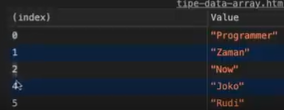 tipe-data-array.htm
(index) Value
0 "Programmer"
1 "Zaman"
2 "Now"
4 "Joko"
5 "Rudi"